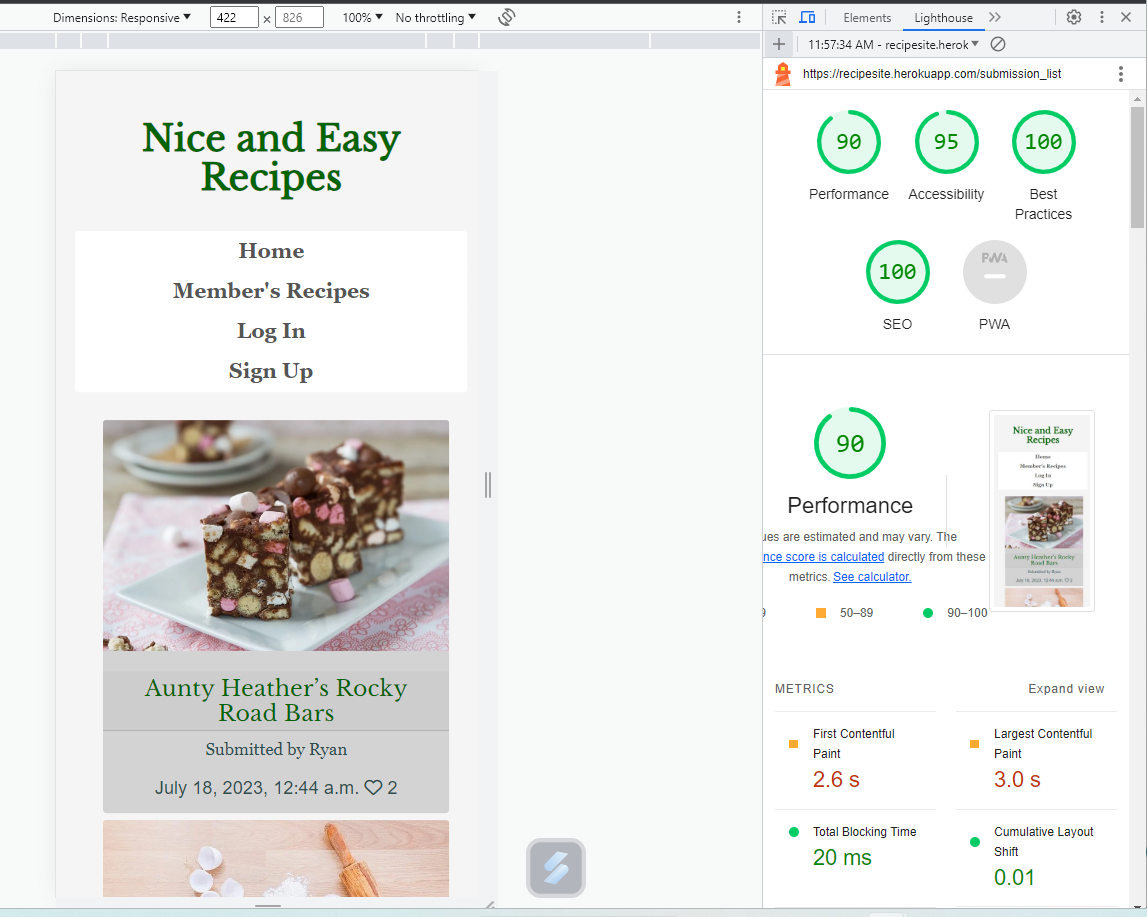 Dimensions: Responsive
422 × 826
100%
No throttling
Elements
Lighthouse
11:57:34 AM - recipesite.herok
https://recipesite.herokuapp.com/submission_list
Nice and Easy
Recipes
Home
Member's Recipes
Log In
Sign Up
Aunty Heather’s Rocky
Road Bars
Submitted by Ryan
July 18, 2023, 12:44 a.m. 2
90
Performance
95
Accessibility
100
Best
Practices
100
SEO
PWA
PWA
90
Performance
ues are estimated and may vary. The
nce score is calculated directly from these
metrics. See calculator.
9
50–89
90–100
Nice and Easy
Recipes
Home
Member's Recipes
Log In
Sign Up
Aunty Heather’s Rocky
Road Bars
Submitted by Ryan
July 18, 2023, 12:44 a.m. 2
METRICS
Expand view
First Contentful
Paint
2.6 s
Largest Contentful
Paint
3.0 s
Total Blocking Time
20 ms
Cumulative Layout
Shift
0.01